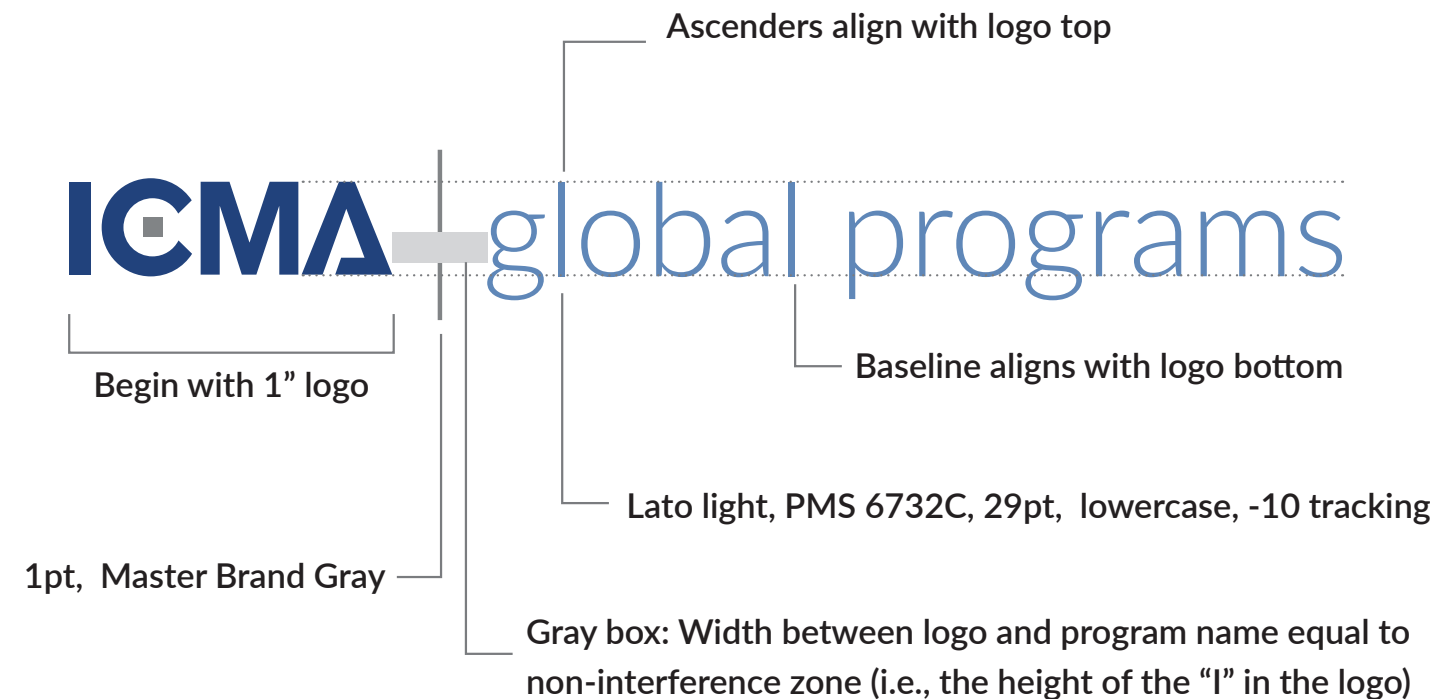 Ascenders align with logo top
ICMA global programs
Begin with 1” logo
Baseline aligns with logo bottom
Lato light, PMS 6732C, 29pt,  lowercase, -10 tracking
1pt,  Master Brand Gray
Gray box: Width between logo and program name equal to
non-interference zone (i.e., the height of the “I” in the logo)